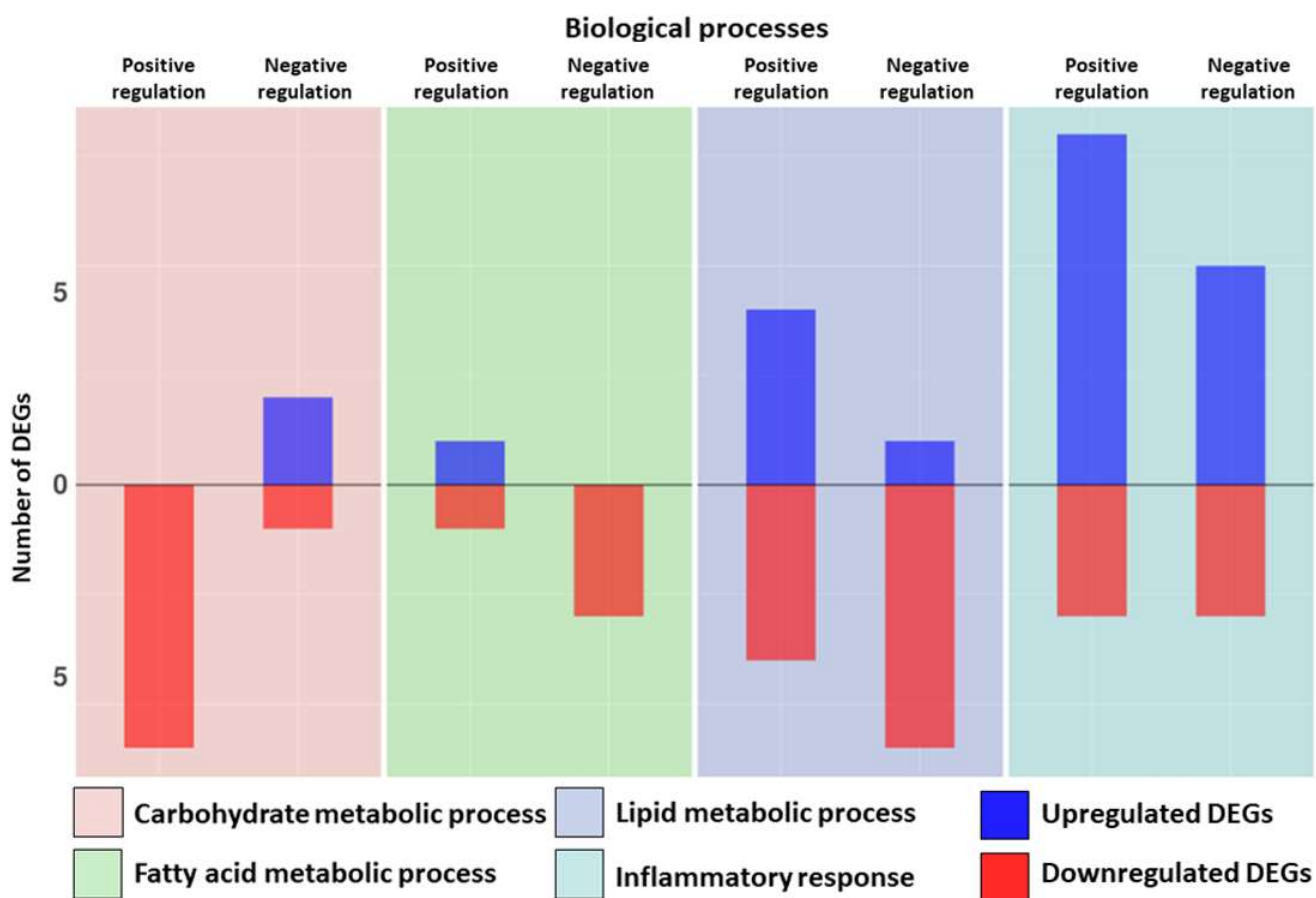 Biological processes
Positive regulation
Negative regulation
Positive regulation
Negative regulation
Positive regulation
Negative regulation
Positive regulation
Negative regulation
Number of DEGs
5
0
5
Carbohydrate metabolic process
Lipid metabolic process
Upregulated DEGs
Fatty acid metabolic process
Inflammatory response
Downregulated DEGs